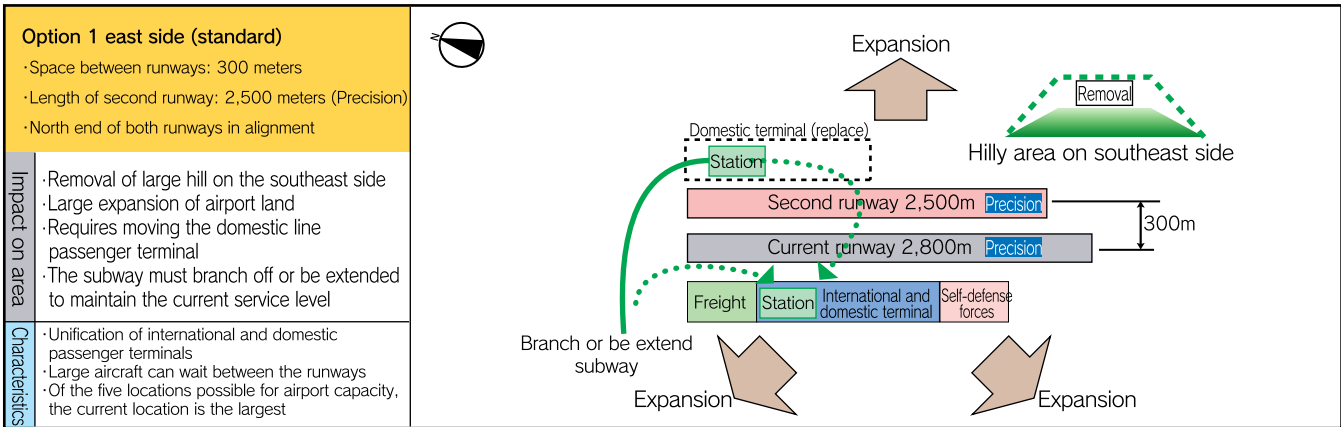 Option 1 east side (standard)
·Space between runways: 300 meters
·Length of second runway: 2,500 meters (Precision)
·North end of both runways in alignment
Impact on area
·Removal of large hill on the southeast side
·Large expansion of airport land
·Requires moving the domestic line
passenger terminal
·The subway must branch off or be extended
to maintain the current service level
Characteristics
·Unification of international and domestic
passenger terminals
·Large aircraft can wait between the runways
·Of the five locations possible for airport capacity,
the current location is the largest
N
Expansion
Removal
Hilly area on southeast side
Domestic terminal (replace)
Station
Second runway 2,500m Precision
300m
Current runway 2,800m Precision
Freight
Station
International and
domestic terminal
Self-defense
forces
Branch or be extend
subway
Expansion
Expansion